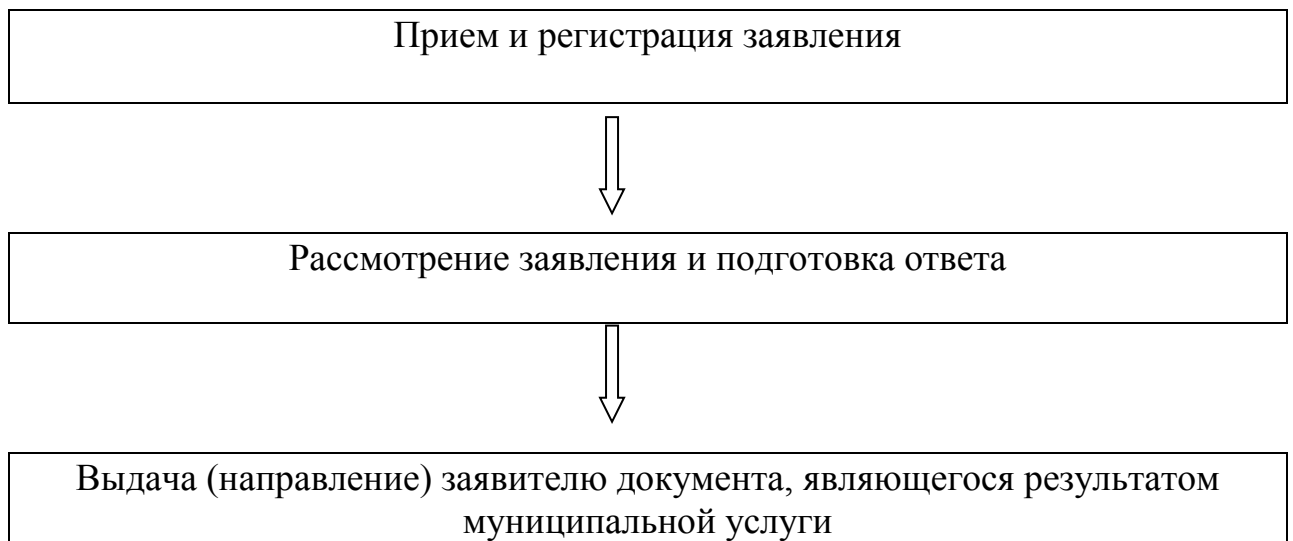 Прием и регистрация заявления
Рассмотрение заявления и подготовка ответа
Выдача (направление) заявителю документа, являющегося результатом
муниципальной услуги